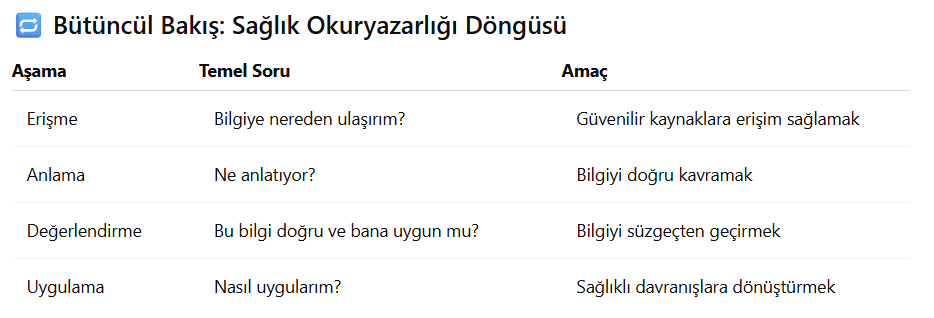 🔁 Bütüncül Bakış: Sağlık Okuryazarlığı Döngüsü
Aşama Temel Soru Amaç
Erişme Bilgiye nereden ulaşırım? Güvenilir kaynaklara erişim sağlamak
Anlama Ne anlatıyor? Bilgiyi doğru kavramak
Değerlendirme Bu bilgi doğru ve bana uygun mu? Bilgiyi süzgeçten geçirmek
Uygulama Nasıl uygularım? Sağlıklı davranışlara dönüştürmek